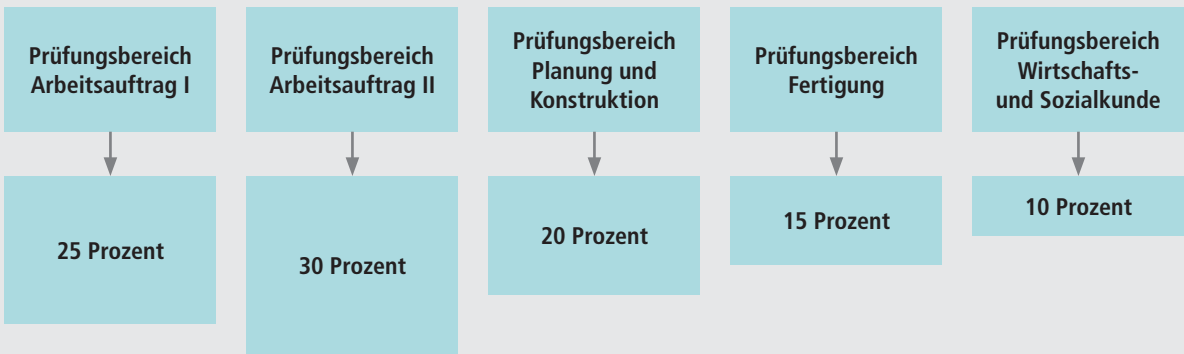 Prüfungsbereich
Arbeitsauftrag I
Prüfungsbereich
Arbeitsauftrag II
Prüfungsbereich
Planung und
Konstruktion
Prüfungsbereich
Fertigung
Prüfungsbereich
Wirtschafts-
und Sozialkunde
25 Prozent
30 Prozent
20 Prozent
15 Prozent
10 Prozent